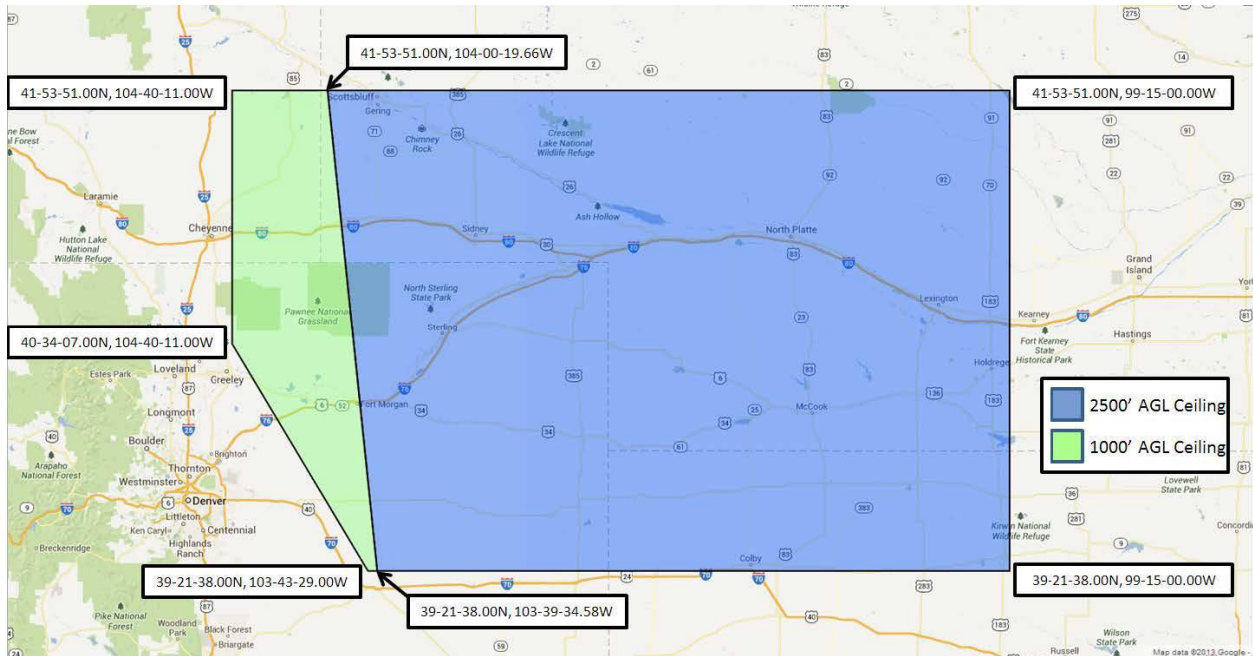 41-53-51.00N, 104-00-19.66W
41-53-51.00N, 104-40-11.00W
41-53-51.00N, 99-15-00.00W
40-34-07.00N, 104-40-11.00W
39-21-38.00N, 103-43-29.00W
39-21-38.00N, 103-39-34.58W
39-21-38.00N, 99-15-00.00W
2500' AGL Ceiling
1000' AGL Ceiling
Scottsbluff
Gering
Chimney
Rock
Crescent
Lake National
Wildlife Refuge
Wildlife Refuge
Ash Hollow
Laramie
Cheyenne
Hutton Lake
National
Wildlife Refuge
Sidney
North Platte
Grand
Island
Pawnee National
Grassland
North Sterling
State Park
Sterling
Lexington
Kearney
Fort Kearney
State
Historical Park
Hastings
Holdrege
Estes Park
Loveland
Greeley
Fort Morgan
McCook
Longmont
Boulder
Brighton
Arapaho
National Forest
Thornton
Westminster
Denver
Littleton
Centennial
Ken Caryl
Highlands
Ranch
Breckenridge
Lovewell
State Park
Kirwin National
Wildlife Refuge
Concordia
Colby
Pike National
Forest
Woodland
Park
Black Forest
Briargate
Wilson
State Park
Russell
Map data ©2013 Google -